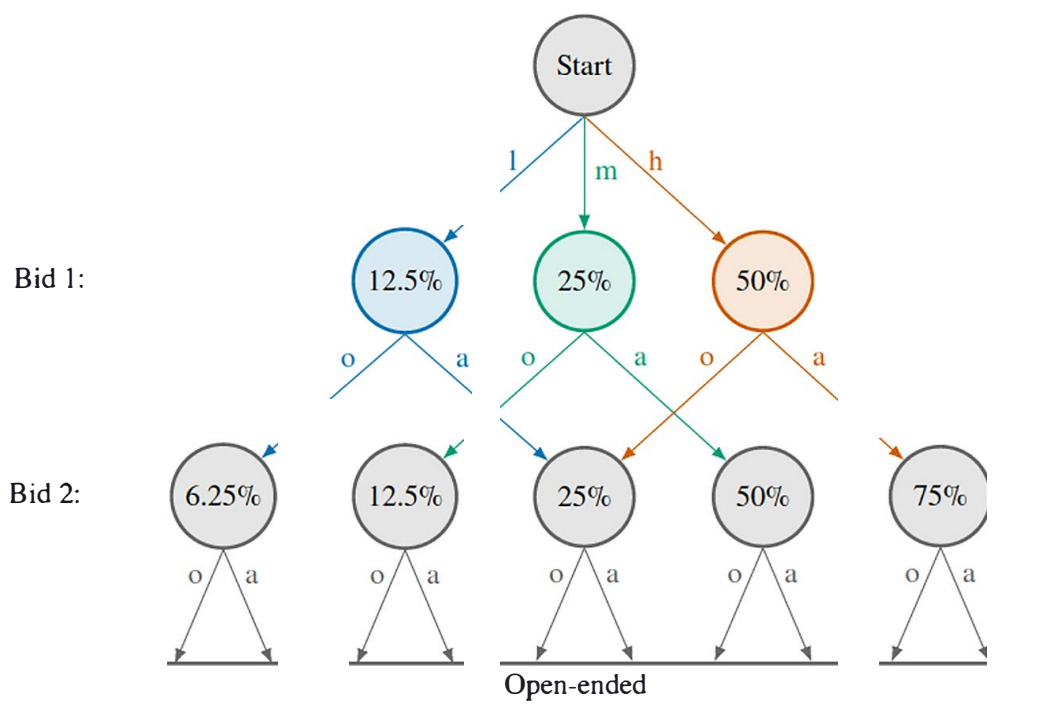 Start
l m h
Bid 1: 12.5% 25% 50%
o a o a o a
Bid 2: 6.25% 12.5% 25% 50% 75%
o a o a o a o a o a
Open-ended